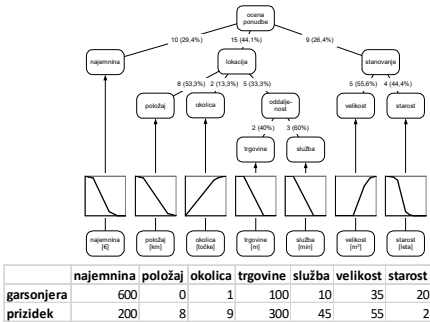 ocena
ponudbe
10 (29,4%) 15 (44,1%) 9 (26,4%)
najemnina lokacija stanovanje
8 (53,3%) 2 (13,3%) 5 (33,3%) 5 (55,6%) 4 (44,4%)
položaj okolica oddalje-
nost velikost starost
2 (40%) 3 (60%)
trgovine služba
najemnina
[€] položaj
[km] okolica
[točke] trgovine
[m] služba
[min] velikost
[m²] starost
[leta]
najemnina položaj okolica trgovine služba velikost starost
garsonjera 600 0 1 100 10 35 20
prizidek 200 8 9 300 45 55 2